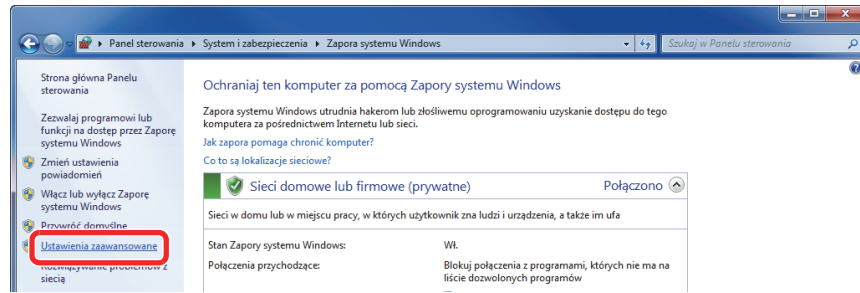 Panel sterowania ▸ System i zabezpieczenia ▸ Zapora systemu Windows
Szukaj w Panelu sterowania
Strona główna Panelu
sterowania
Zezwalaj programowi lub
funkcji na dostęp przez Zaporę
systemu Windows
Zmień ustawienia
powiadomień
Włącz lub wyłącz Zaporę
systemu Windows
Przywróć domyślne
Ustawienia zaawansowane
Rozwiązywanie problemów z
siecią
Ochraniaj ten komputer za pomocą Zapory systemu Windows
Zapora systemu Windows utrudnia hakerom lub złośliwemu oprogramowaniu uzyskanie dostępu do tego
komputera za pośrednictwem Internetu lub sieci.
Jak zapora pomaga chronić komputer?
Co to są lokalizacje sieciowe?
Sieci domowe lub firmowe (prywatne) Połączono
Sieci w domu lub w miejscu pracy, w których użytkownik zna ludzi i urządzenia, a także im ufa
Stan Zapory systemu Windows: Wł.
Połączenia przychodzące: Blokuj połączenia z programami, których nie ma na
liście dozwolonych programów